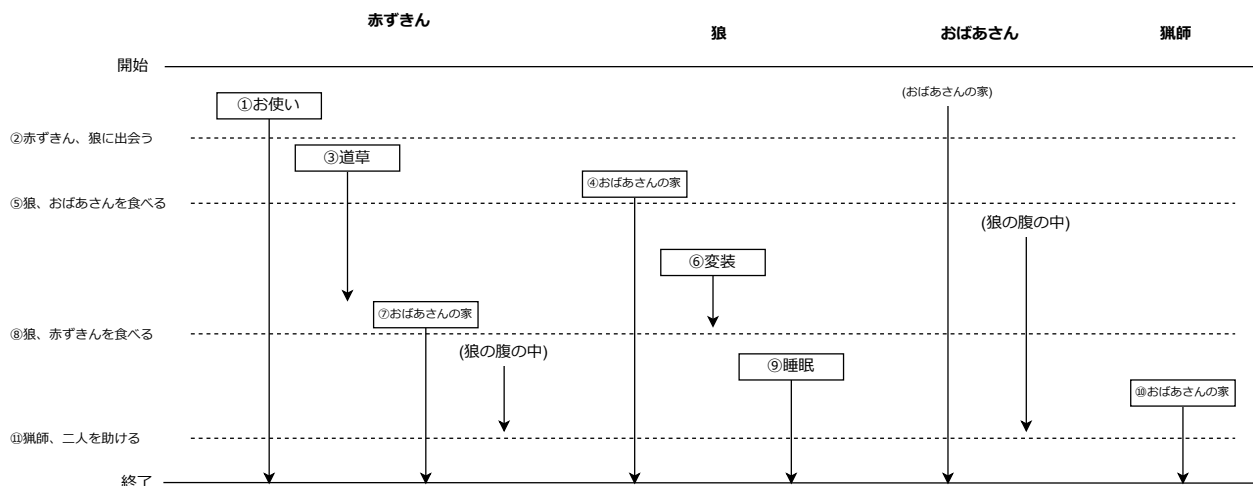 赤ずきん
狼
おばあさん
猟師
開始
①お使い
(おばあさんの家)
②赤ずきん、狼に出会う
③道草
④おばあさんの家
⑤狼、おばあさんを食べる
(狼の腹の中)
⑥変装
⑦おばあさんの家
⑧狼、赤ずきんを食べる
(狼の腹の中)
⑨睡眠
⑩おばあさんの家
⑪猟師、二人を助ける
終了